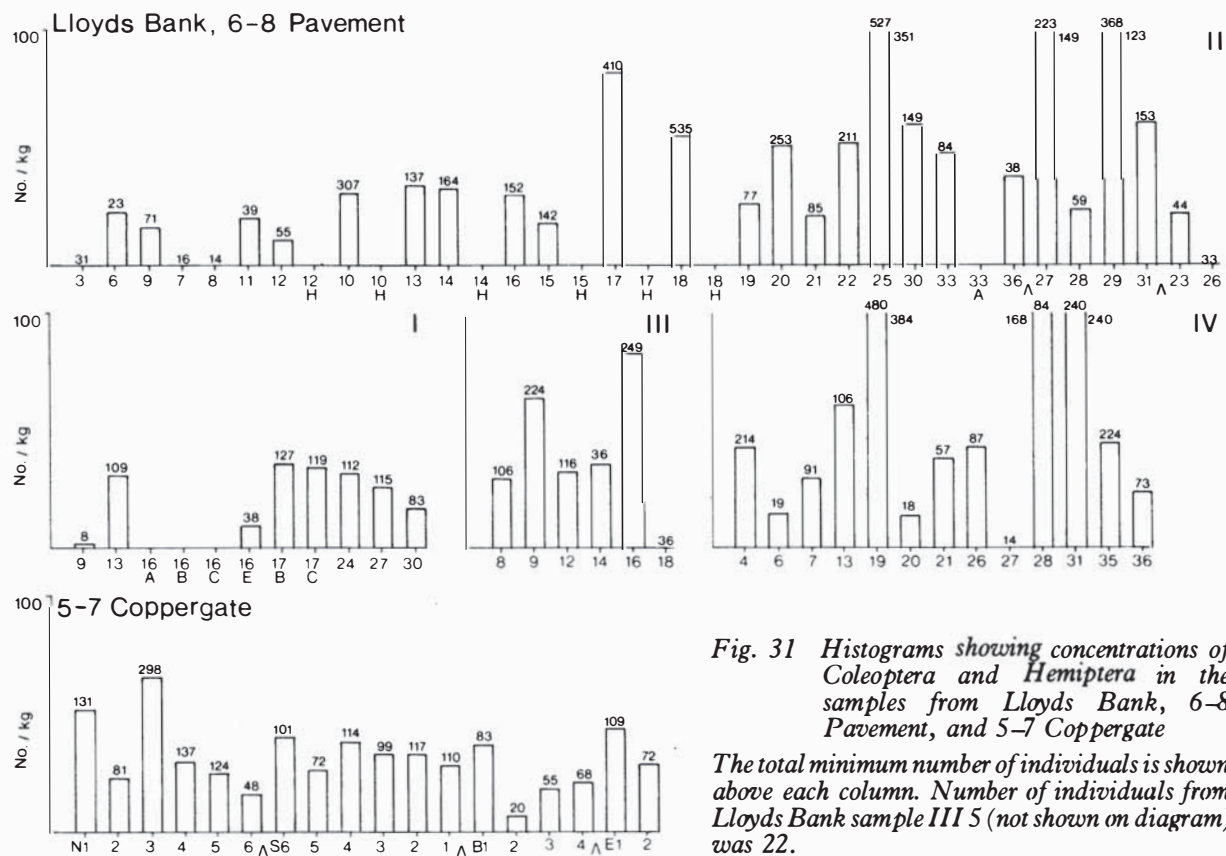 Lloyds Bank, 6-8 Pavement
II
100
No. / kg
31 23 71 16 14 39 55 307 137 164 152 142 410 535 77 253 85 211 527 351 149 84 38 223 149 59 368 123 153 44 33
3 6 9 7 8 11 12 12 10 10 13 14 14 16 15 15 17 17 18 18 19 20 21 22 25 30 33 33 36 Λ 27 28 29 31 Λ 23 26
H H H H H H A
I
100
No. / kg
8 109 38 127 119 112 115 83
9 13 16 16 16 16 17 17 24 27 30
A B C E B C
III
106 224 116 36 249 36
8 9 12 14 16 18
IV
214 19 91 106 480 384 18 57 87 14 168 84 240 240 224 73
4 6 7 13 19 20 21 26 27 28 31 35 36
5-7 Coppergate
100
No. / kg
131 81 298 137 124 48 101 72 114 99 117 110 83 20 55 68 109 72
N1 2 3 4 5 6 Λ S6 5 4 3 2 1 Λ B1 2 3 4 Λ E1 2
Fig. 31 Histograms showing concentrations of
Coleoptera and Hemiptera in the
samples from Lloyds Bank, 6–8
Pavement, and 5–7 Coppergate
The total minimum number of individuals is shown
above each column. Number of individuals from
Lloyds Bank sample III 5 (not shown on diagram)
was 22.